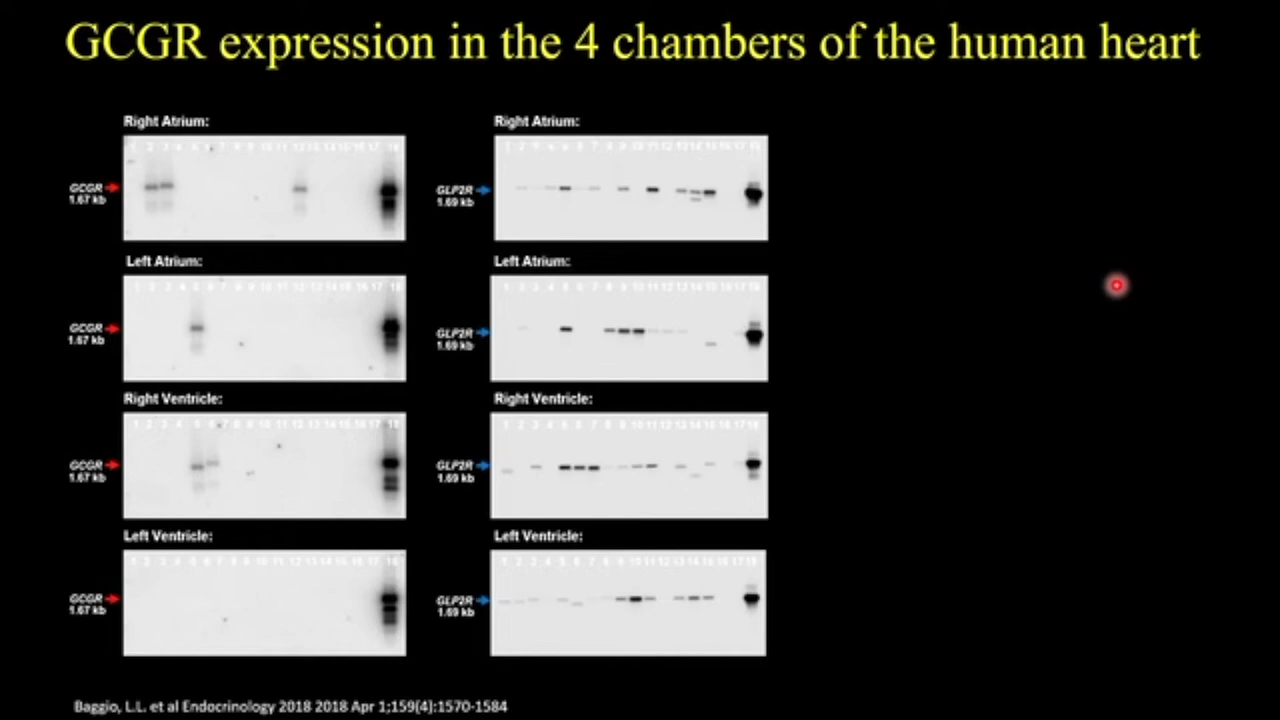 GCGR expression in the 4 chambers of the human heart
Right Atrium:
GCGR
1.67 kb
Left Atrium:
GCGR
1.67 kb
Right Ventricle:
GCGR
1.67 kb
Left Ventricle:
GCGR
1.67 kb
Right Atrium:
GLP2R
1.69 kb
Left Atrium:
GLP2R
1.69 kb
Right Ventricle:
GLP2R
1.69 kb
Left Ventricle:
GLP2R
1.69 kb
Baggio, L.L. et al Endocrinology 2018 2018 Apr 1;159(4):1570-1584